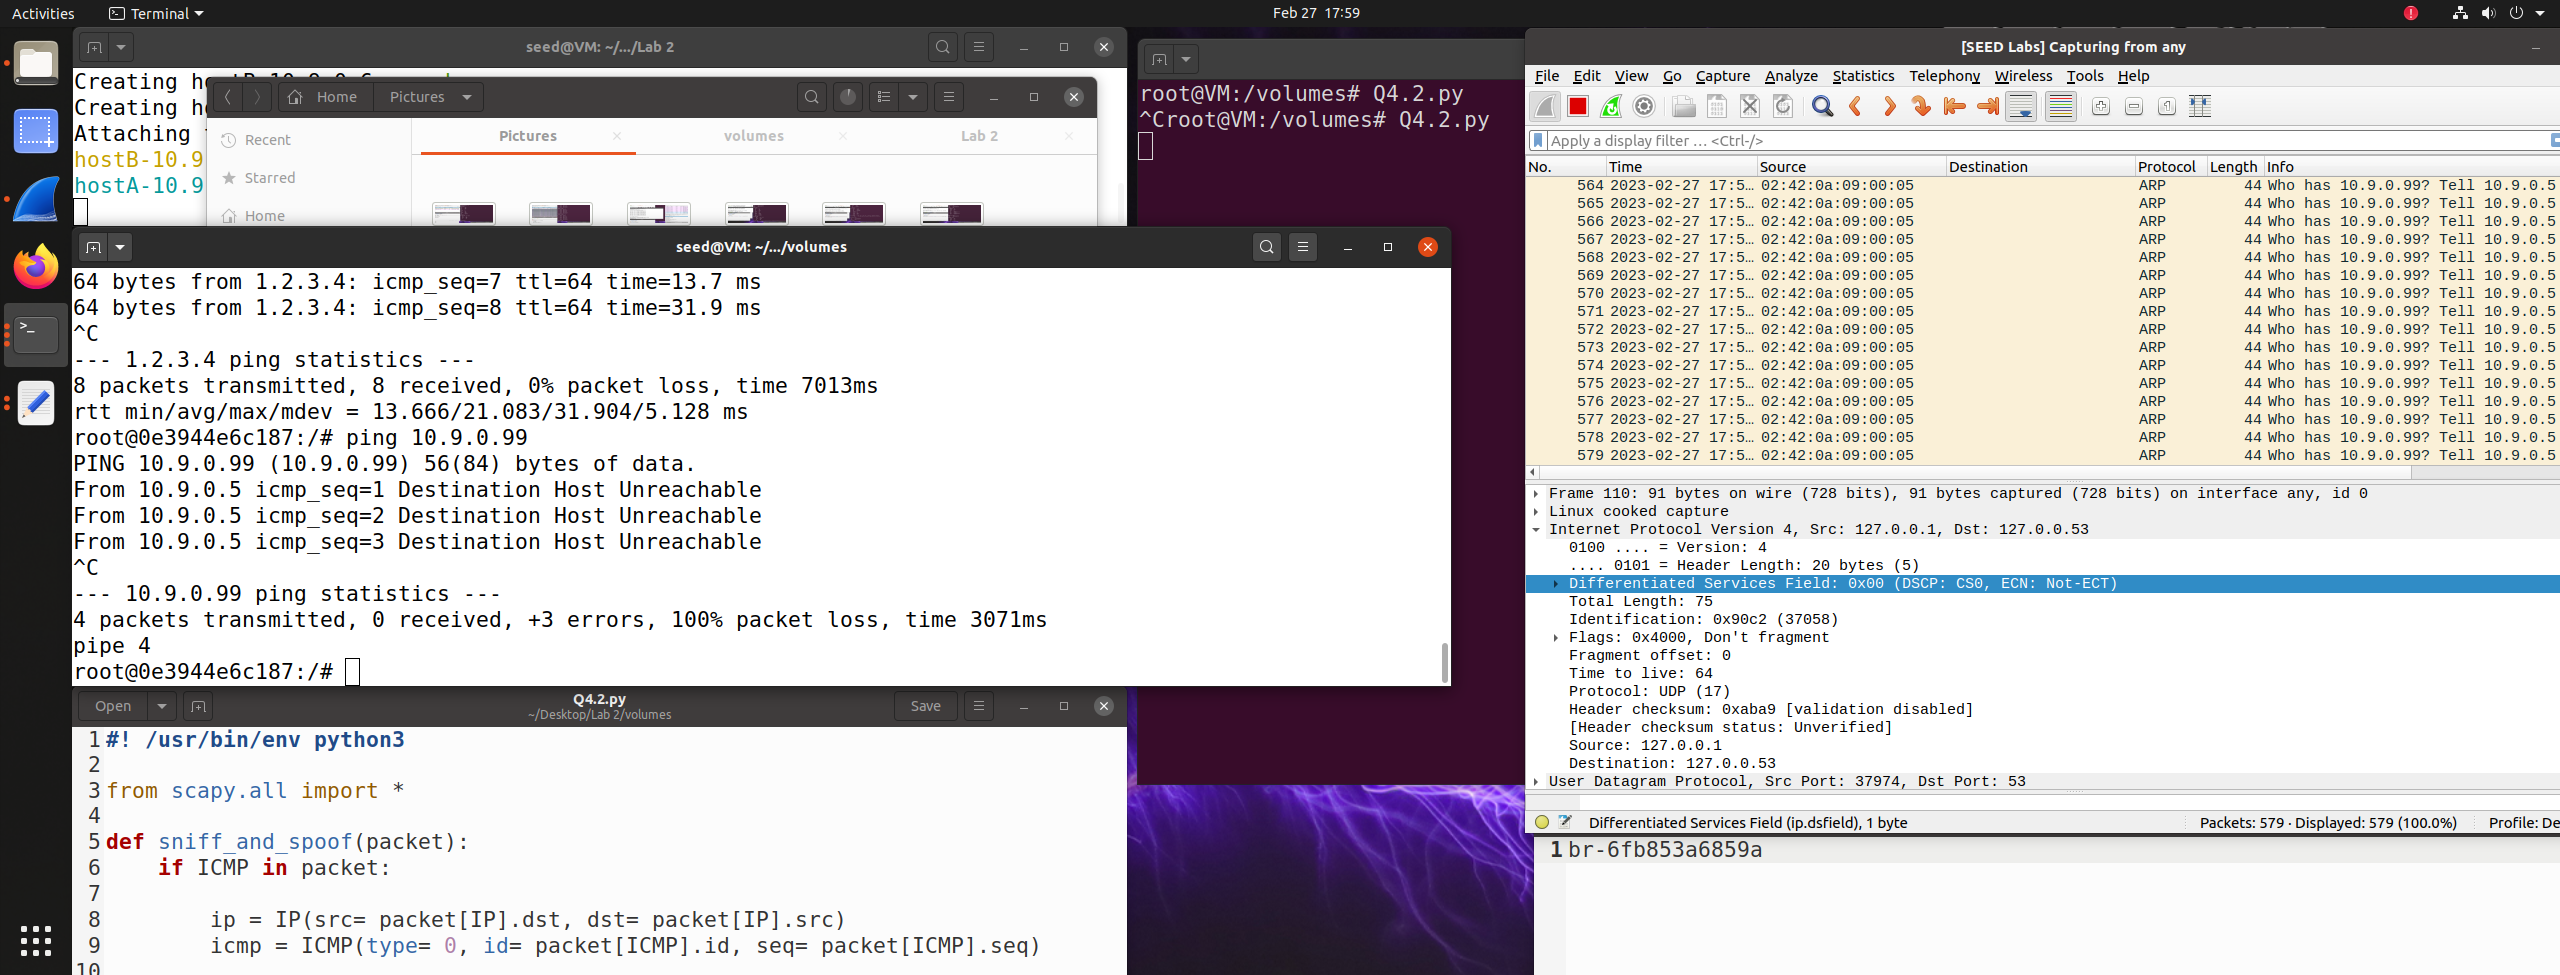 Activities
Terminal
Feb 27 17:59
seed@VM: ~/.../Lab 2
Creating
Creating
Attaching
hostB-10.9
hostA-10.9
Home
Pictures
Recent
Starred
Home
Pictures
volumes
Lab 2
root@VM:/volumes# Q4.2.py
^Croot@VM:/volumes# Q4.2.py
seed@VM: ~/.../volumes
64 bytes from 1.2.3.4: icmp_seq=7 ttl=64 time=13.7 ms
64 bytes from 1.2.3.4: icmp_seq=8 ttl=64 time=31.9 ms
^C
--- 1.2.3.4 ping statistics ---
8 packets transmitted, 8 received, 0% packet loss, time 7013ms
rtt min/avg/max/mdev = 13.666/21.083/31.904/5.128 ms
root@0e3944e6c187:/# ping 10.9.0.99
PING 10.9.0.99 (10.9.0.99) 56(84) bytes of data.
From 10.9.0.5 icmp_seq=1 Destination Host Unreachable
From 10.9.0.5 icmp_seq=2 Destination Host Unreachable
From 10.9.0.5 icmp_seq=3 Destination Host Unreachable
^C
--- 10.9.0.99 ping statistics ---
4 packets transmitted, 0 received, +3 errors, 100% packet loss, time 3071ms
pipe 4
root@0e3944e6c187:/#
Open
Q4.2.py
~/Desktop/Lab 2/volumes
Save
1 #! /usr/bin/env python3
2
3 from scapy.all import *
4
5 def sniff_and_spoof(packet):
6     if ICMP in packet:
7
8         ip = IP(src= packet[IP].dst, dst= packet[IP].src)
9         icmp = ICMP(type= 0, id= packet[ICMP].id, seq= packet[ICMP].seq)
10
[SEED Labs] Capturing from any
File Edit View Go Capture Analyze Statistics Telephony Wireless Tools Help
Apply a display filter ... <Ctrl-/>
No. Time Source Destination Protocol Length Info
564 2023-02-27 17:5… 02:42:0a:09:00:05 ARP 44 Who has 10.9.0.99? Tell 10.9.0.5
565 2023-02-27 17:5… 02:42:0a:09:00:05 ARP 44 Who has 10.9.0.99? Tell 10.9.0.5
566 2023-02-27 17:5… 02:42:0a:09:00:05 ARP 44 Who has 10.9.0.99? Tell 10.9.0.5
567 2023-02-27 17:5… 02:42:0a:09:00:05 ARP 44 Who has 10.9.0.99? Tell 10.9.0.5
568 2023-02-27 17:5… 02:42:0a:09:00:05 ARP 44 Who has 10.9.0.99? Tell 10.9.0.5
569 2023-02-27 17:5… 02:42:0a:09:00:05 ARP 44 Who has 10.9.0.99? Tell 10.9.0.5
570 2023-02-27 17:5… 02:42:0a:09:00:05 ARP 44 Who has 10.9.0.99? Tell 10.9.0.5
571 2023-02-27 17:5… 02:42:0a:09:00:05 ARP 44 Who has 10.9.0.99? Tell 10.9.0.5
572 2023-02-27 17:5… 02:42:0a:09:00:05 ARP 44 Who has 10.9.0.99? Tell 10.9.0.5
573 2023-02-27 17:5… 02:42:0a:09:00:05 ARP 44 Who has 10.9.0.99? Tell 10.9.0.5
574 2023-02-27 17:5… 02:42:0a:09:00:05 ARP 44 Who has 10.9.0.99? Tell 10.9.0.5
575 2023-02-27 17:5… 02:42:0a:09:00:05 ARP 44 Who has 10.9.0.99? Tell 10.9.0.5
576 2023-02-27 17:5… 02:42:0a:09:00:05 ARP 44 Who has 10.9.0.99? Tell 10.9.0.5
577 2023-02-27 17:5… 02:42:0a:09:00:05 ARP 44 Who has 10.9.0.99? Tell 10.9.0.5
578 2023-02-27 17:5… 02:42:0a:09:00:05 ARP 44 Who has 10.9.0.99? Tell 10.9.0.5
579 2023-02-27 17:5… 02:42:0a:09:00:05 ARP 44 Who has 10.9.0.99? Tell 10.9.0.5
Frame 110: 91 bytes on wire (728 bits), 91 bytes captured (728 bits) on interface any, id 0
Linux cooked capture
Internet Protocol Version 4, Src: 127.0.0.1, Dst: 127.0.0.53
0100 .... = Version: 4
.... 0101 = Header Length: 20 bytes (5)
Differentiated Services Field: 0x00 (DSCP: CS0, ECN: Not-ECT)
Total Length: 75
Identification: 0x90c2 (37058)
Flags: 0x4000, Don't fragment
Fragment offset: 0
Time to live: 64
Protocol: UDP (17)
Header checksum: 0xaba9 [validation disabled]
[Header checksum status: Unverified]
Source: 127.0.0.1
Destination: 127.0.0.53
User Datagram Protocol, Src Port: 37974, Dst Port: 53
Differentiated Services Field (ip.dsfield), 1 byte
Packets: 579 · Displayed: 579 (100.0%)
Profile: De
1 br-6fb853a6859a